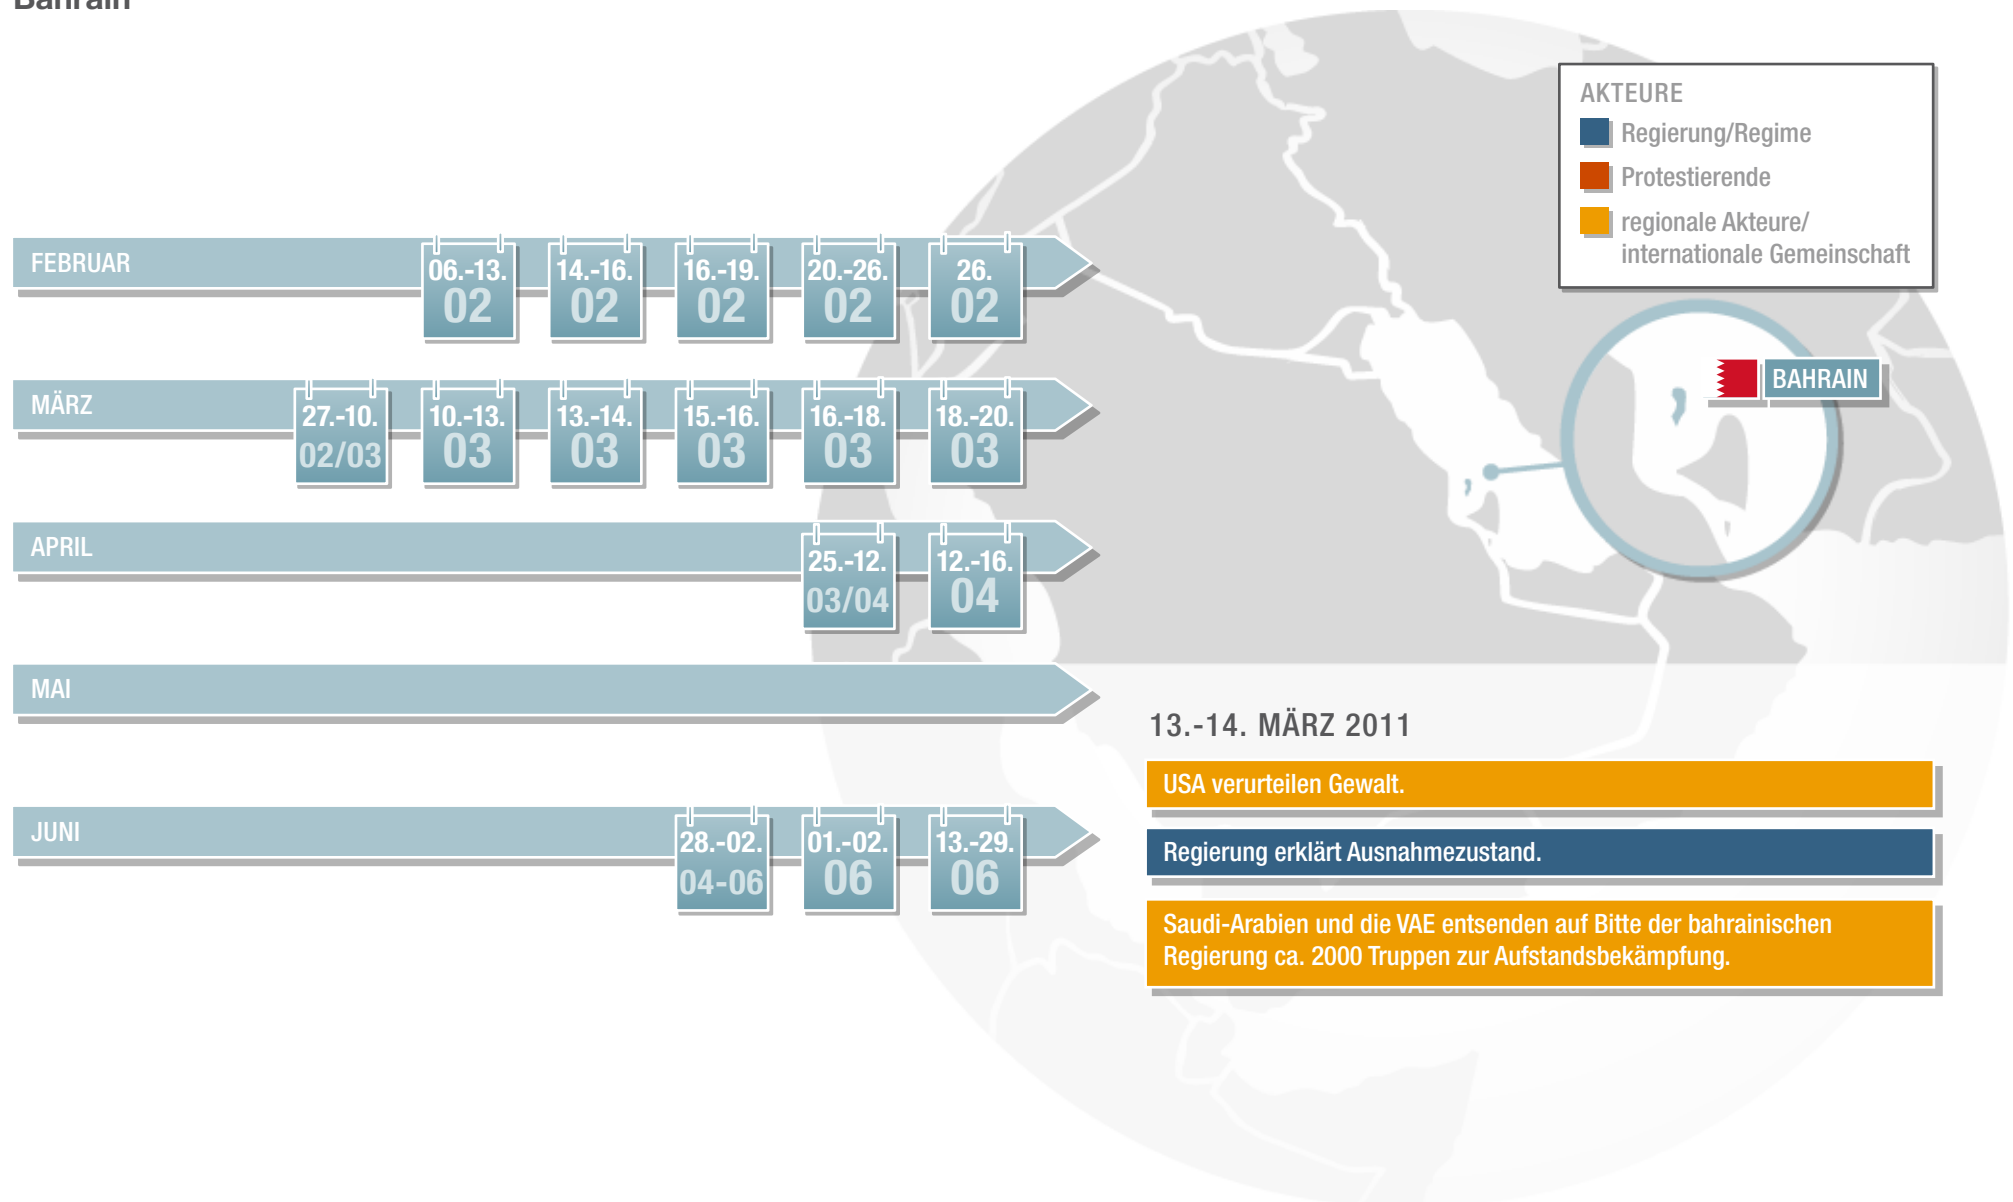 Bahrain
AKTEURE
Regierung/Regime
Protestierende
regionale Akteure/
internationale Gemeinschaft
BAHRAIN
FEBRUAR
06.-13.
02
14.-16.
02
16.-19.
02
20.-26.
02
26.
02
MÄRZ
27.-10.
02/03
10.-13.
03
13.-14.
03
15.-16.
03
16.-18.
03
18.-20.
03
APRIL
25.-12.
03/04
12.-16.
04
MAI
JUNI
28.-02.
04-06
01.-02.
06
13.-29.
06
13.-14. MÄRZ 2011
USA verurteilen Gewalt.
Regierung erklärt Ausnahmezustand.
Saudi-Arabien und die VAE entsenden auf Bitte der bahrainischen
Regierung ca. 2000 Truppen zur Aufstandsbekämpfung.